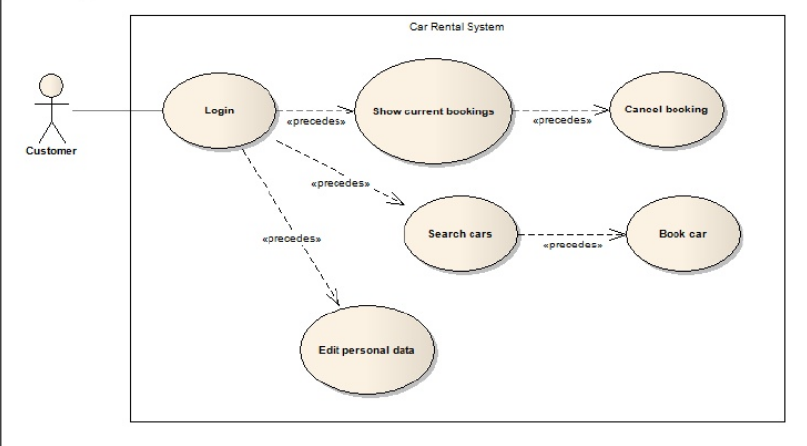 Car Rental System
Login
«precedes»
Show current bookings
«precedes»
Cancel booking
Customer
«precedes»
Search cars
«precedes»
Book car
«precedes»
Edit personal data